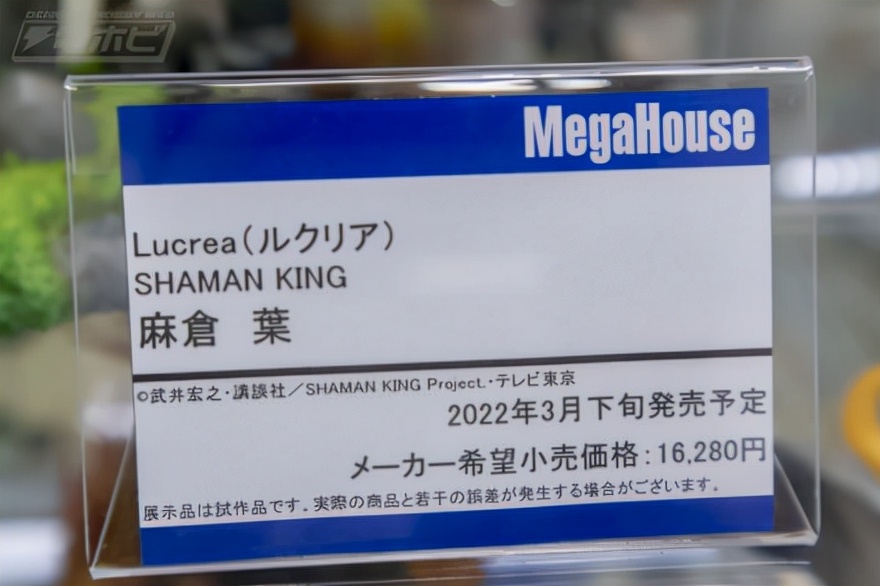 電ホビ
MegaHouse
Lucrea(ルクリア)
SHAMAN KING
麻倉　葉
©武井宏之・講談社／SHAMAN KING Project.・テレビ東京
2022年3月下旬発売予定
メーカー希望小売価格：16,280円
展示品は試作品です。実際の商品と若干の誤差が発生する場合がございます。